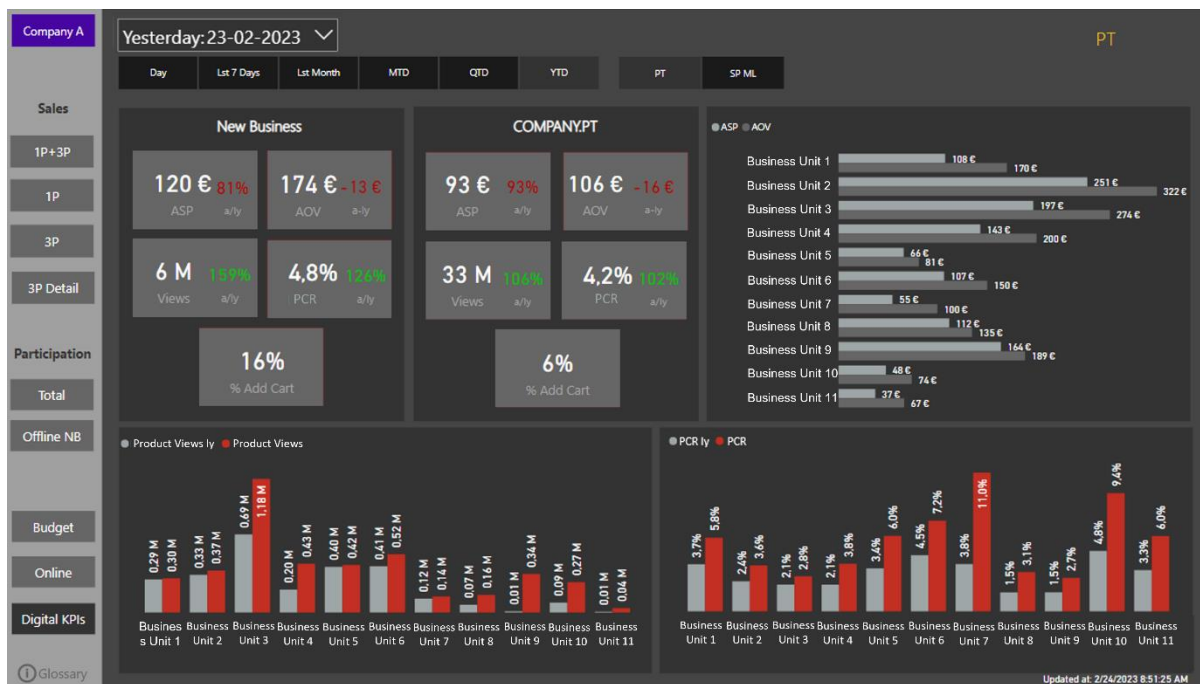 Company A
Yesterday:23-02-2023
PT
Day
Lst 7 Days
Lst Month
MTD
QTD
YTD
PT
SP ML
Sales
1P+3P
1P
3P
3P Detail
Participation
Total
Offline NB
Budget
Online
Digital KPIs
Glossary
New Business
120 € 81%
ASP a/ly
174 € -13 €
AOV a-ly
6 M 159%
Views a/ly
4,8% 126%
PCR a/ly
16%
% Add Cart
COMPANY.PT
93 € 93%
ASP a/ly
106 € -16 €
AOV a-ly
33 M 106%
Views a/ly
4,2% 102%
PCR a/ly
6%
% Add Cart
ASP AOV
Business Unit 1 108 €
170 €
Business Unit 2 251 €
322 €
Business Unit 3 197 €
274 €
Business Unit 4 143 €
200 €
Business Unit 5 66 €
81 €
Business Unit 6 107 €
150 €
Business Unit 7 55 €
100 €
Business Unit 8 112 €
135 €
Business Unit 9 164 €
189 €
Business Unit 10 48 €
74 €
Business Unit 11 37 €
67 €
Product Views ly Product Views
0,29 M 0,30 M 0,33 M 0,37 M 0,69 M 1,18 M 0,20 M 0,43 M 0,40 M 0,42 M 0,41 M 0,52 M 0,12 M 0,14 M 0,07 M 0,16 M 0,01 M 0,34 M 0,09 M 0,27 M 0,01 M 0,04 M
Busines Business Business Business Business Business Business Business Business Business Business
s Unit 1 Unit 2 Unit 3 Unit 4 Unit 5 Unit 6 Unit 7 Unit 8 Unit 9 Unit 10 Unit 11
PCR ly PCR
3,7% 5,8% 2,4% 3,6% 2,1% 2,8% 2,1% 3,8% 3,4% 6,0% 4,5% 7,2% 3,8% 11,0% 1,5% 3,1% 1,5% 2,7% 4,8% 9,4% 3,3% 6,0%
Business Business Business Business Business Business Business Business Business Business Business
Unit 1 Unit 2 Unit 3 Unit 4 Unit 5 Unit 6 Unit 7 Unit 8 Unit 9 Unit 10 Unit 11
Updated at: 2/24/2023 8:51:25 AM